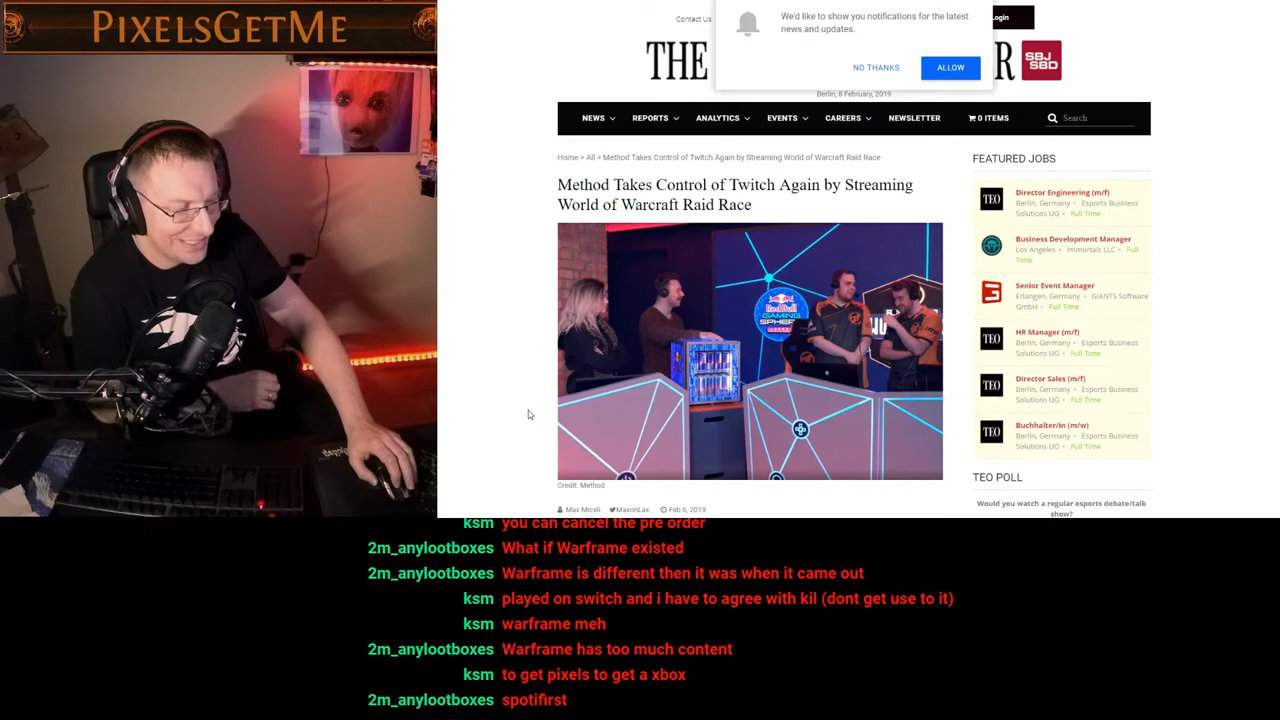 PIXELSGETME
Contact Us
We'd like to show you notifications for the latest
news and updates.
NO THANKS
ALLOW
Login
THE
R
SBJ
SBD
Berlin, 8 February, 2019
NEWS
REPORTS
ANALYTICS
EVENTS
CAREERS
NEWSLETTER
0 ITEMS
Search
Home > All > Method Takes Control of Twitch Again by Streaming World of Warcraft Raid Race
Method Takes Control of Twitch Again by Streaming
World of Warcraft Raid Race
Red Bull
GAMING
SPHERE
Credit: Method
Max Miceli
MaxonLax
Feb 6, 2019
FEATURED JOBS
TEO
Director Engineering (m/f)
Berlin, Germany • Esports Business
Solutions UG • Full Time
Business Development Manager
Los Angeles • Immortals LLC • Full
Time
Senior Event Manager
Erlangen, Germany • GIANTS Software
GmbH • Full Time
TEO
HR Manager (m/f)
Berlin, Germany • Esports Business
Solutions UG • Full Time
TEO
Director Sales (m/f)
Berlin, Germany • Esports Business
Solutions UG • Full Time
TEO
Buchhalter/in (m/w)
Berlin, Germany • Esports Business
Solutions UG • Full Time
TEO POLL
Would you watch a regular esports debate/talk
show?
ksm you can cancel the pre order
2m_anylootboxes What if Warframe existed
2m_anylootboxes Warframe is different then it was when it came out
ksm played on switch and i have to agree with kil (dont get use to it)
ksm warframe meh
2m_anylootboxes Warframe has too much content
ksm to get pixels to get a xbox
2m_anylootboxes spotifirst